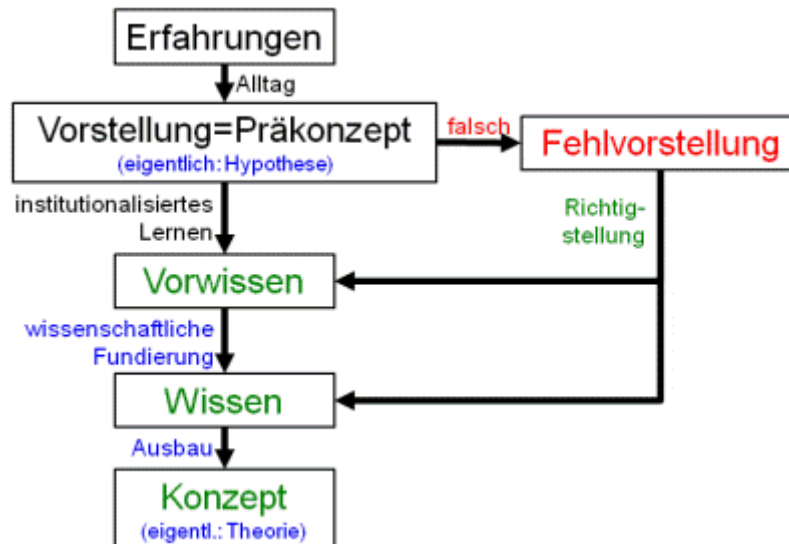 Erfahrungen
Alltag
Vorstellung=Präkonzept
(eigentlich: Hypothese)
falsch
Fehlvorstellung
institutionalisiertes
Lernen
Richtig-
stellung
Vorwissen
wissenschaftliche
Fundierung
Wissen
Ausbau
Konzept
(eigentl.: Theorie)